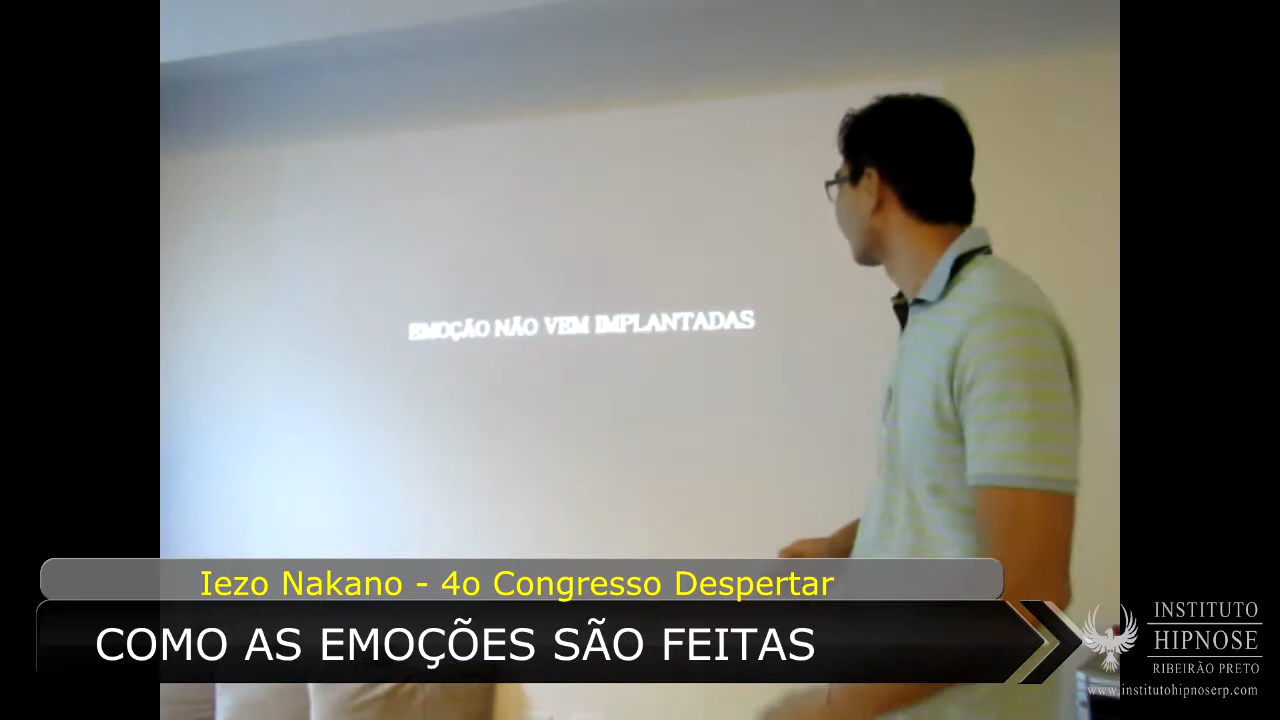 EMOÇÃO NÃO VEM IMPLANTADAS
Iezo Nakano - 4o Congresso Despertar
COMO AS EMOÇÕES SÃO FEITAS
INSTITUTO
HIPNOSE
RIBEIRÃO PRETO
www.institutohipnoserp.com